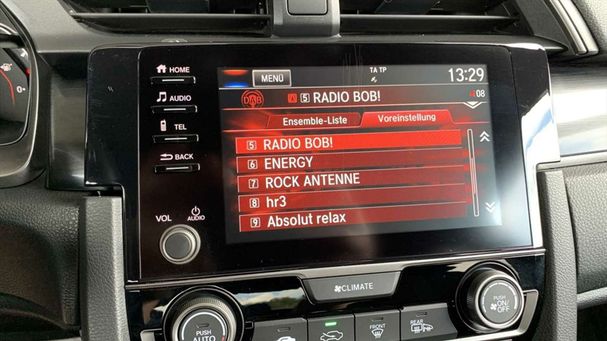 HOME
AUDIO
TEL
BACK
VOL
AUDIO
MENÜ
TA TP
13:29
DAB
5 RADIO BOB!
08
Ensemble-Liste
Voreinstellung
5 RADIO BOB!
6 ENERGY
7 ROCK ANTENNE
8 hr3
9 Absolut relax
CLIMATE
PUSH
AUTO
FRONT
REAR
PUSH
ON/
OFF
0